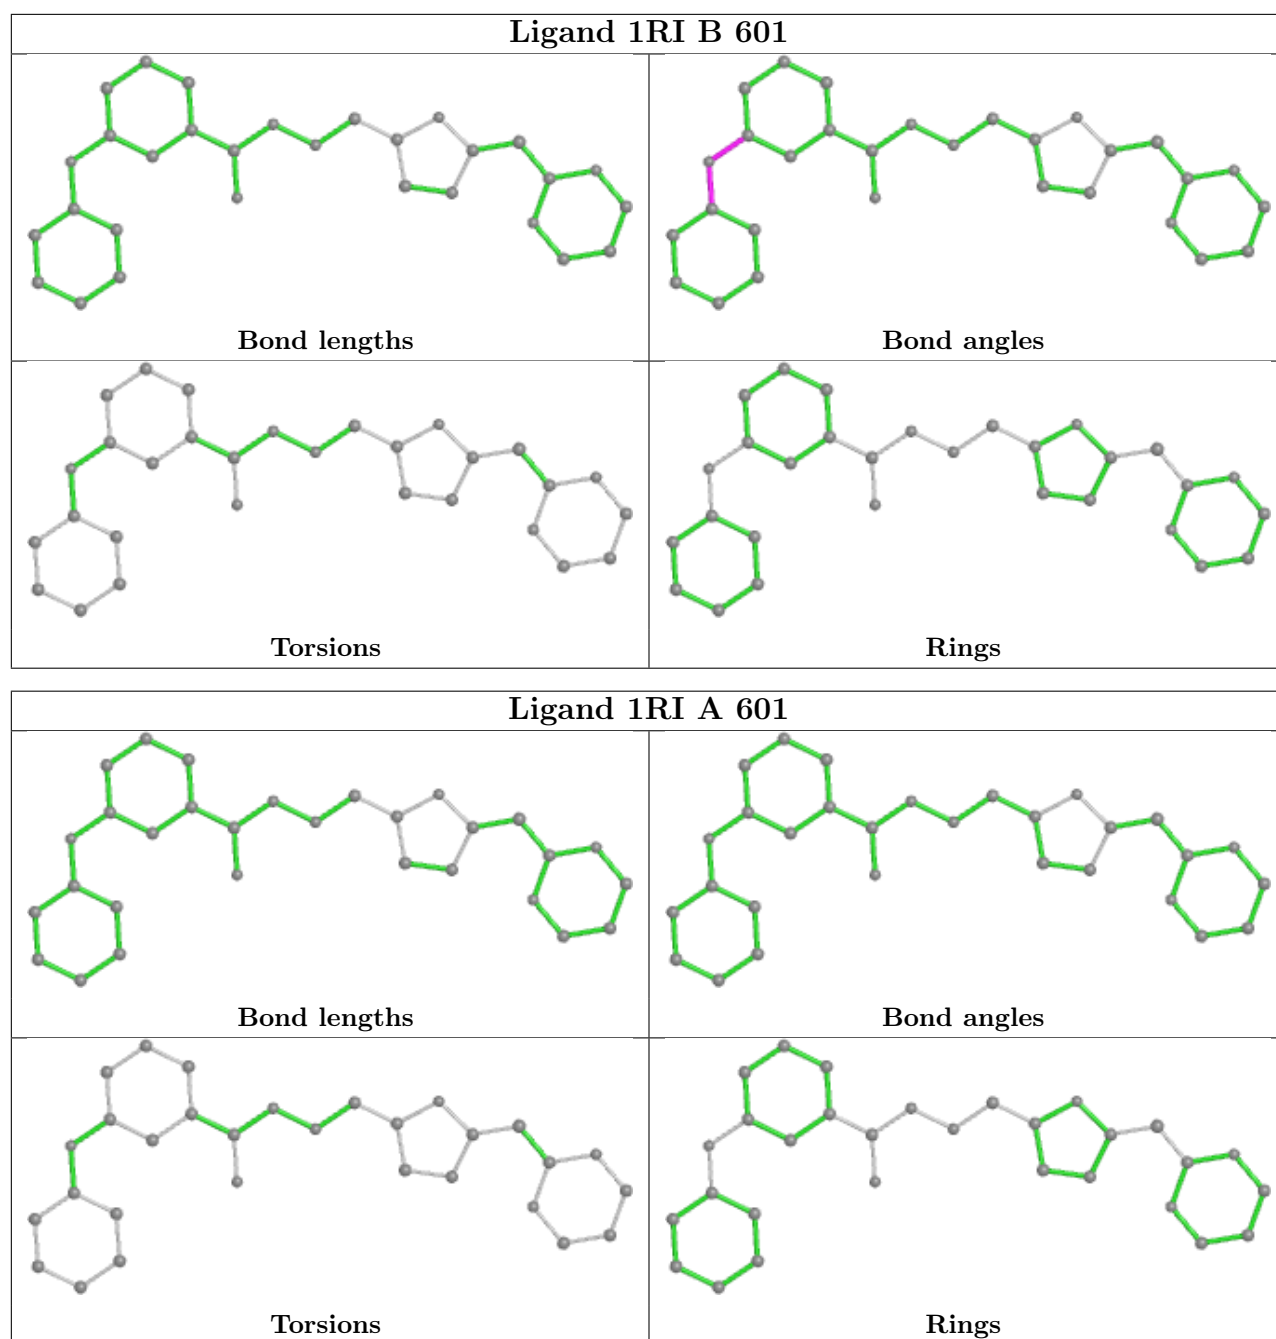 Ligand 1RI B 601
Bond lengths
Bond angles
Torsions
Rings
Ligand 1RI A 601
Bond lengths
Bond angles
Torsions
Rings